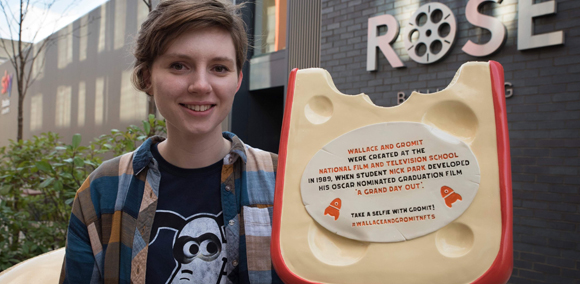 ROSE
WALLACE AND GROMIT
WERE CREATED AT THE
NATIONAL FILM AND TELEVISION SCHOOL
IN 1989, WHEN STUDENT NICK PARK DEVELOPED
HIS OSCAR NOMINATED GRADUATION FILM
"A GRAND DAY OUT".
TAKE A SELFIE WITH GROMIT!
#WALLACEANDGROMITNFTS